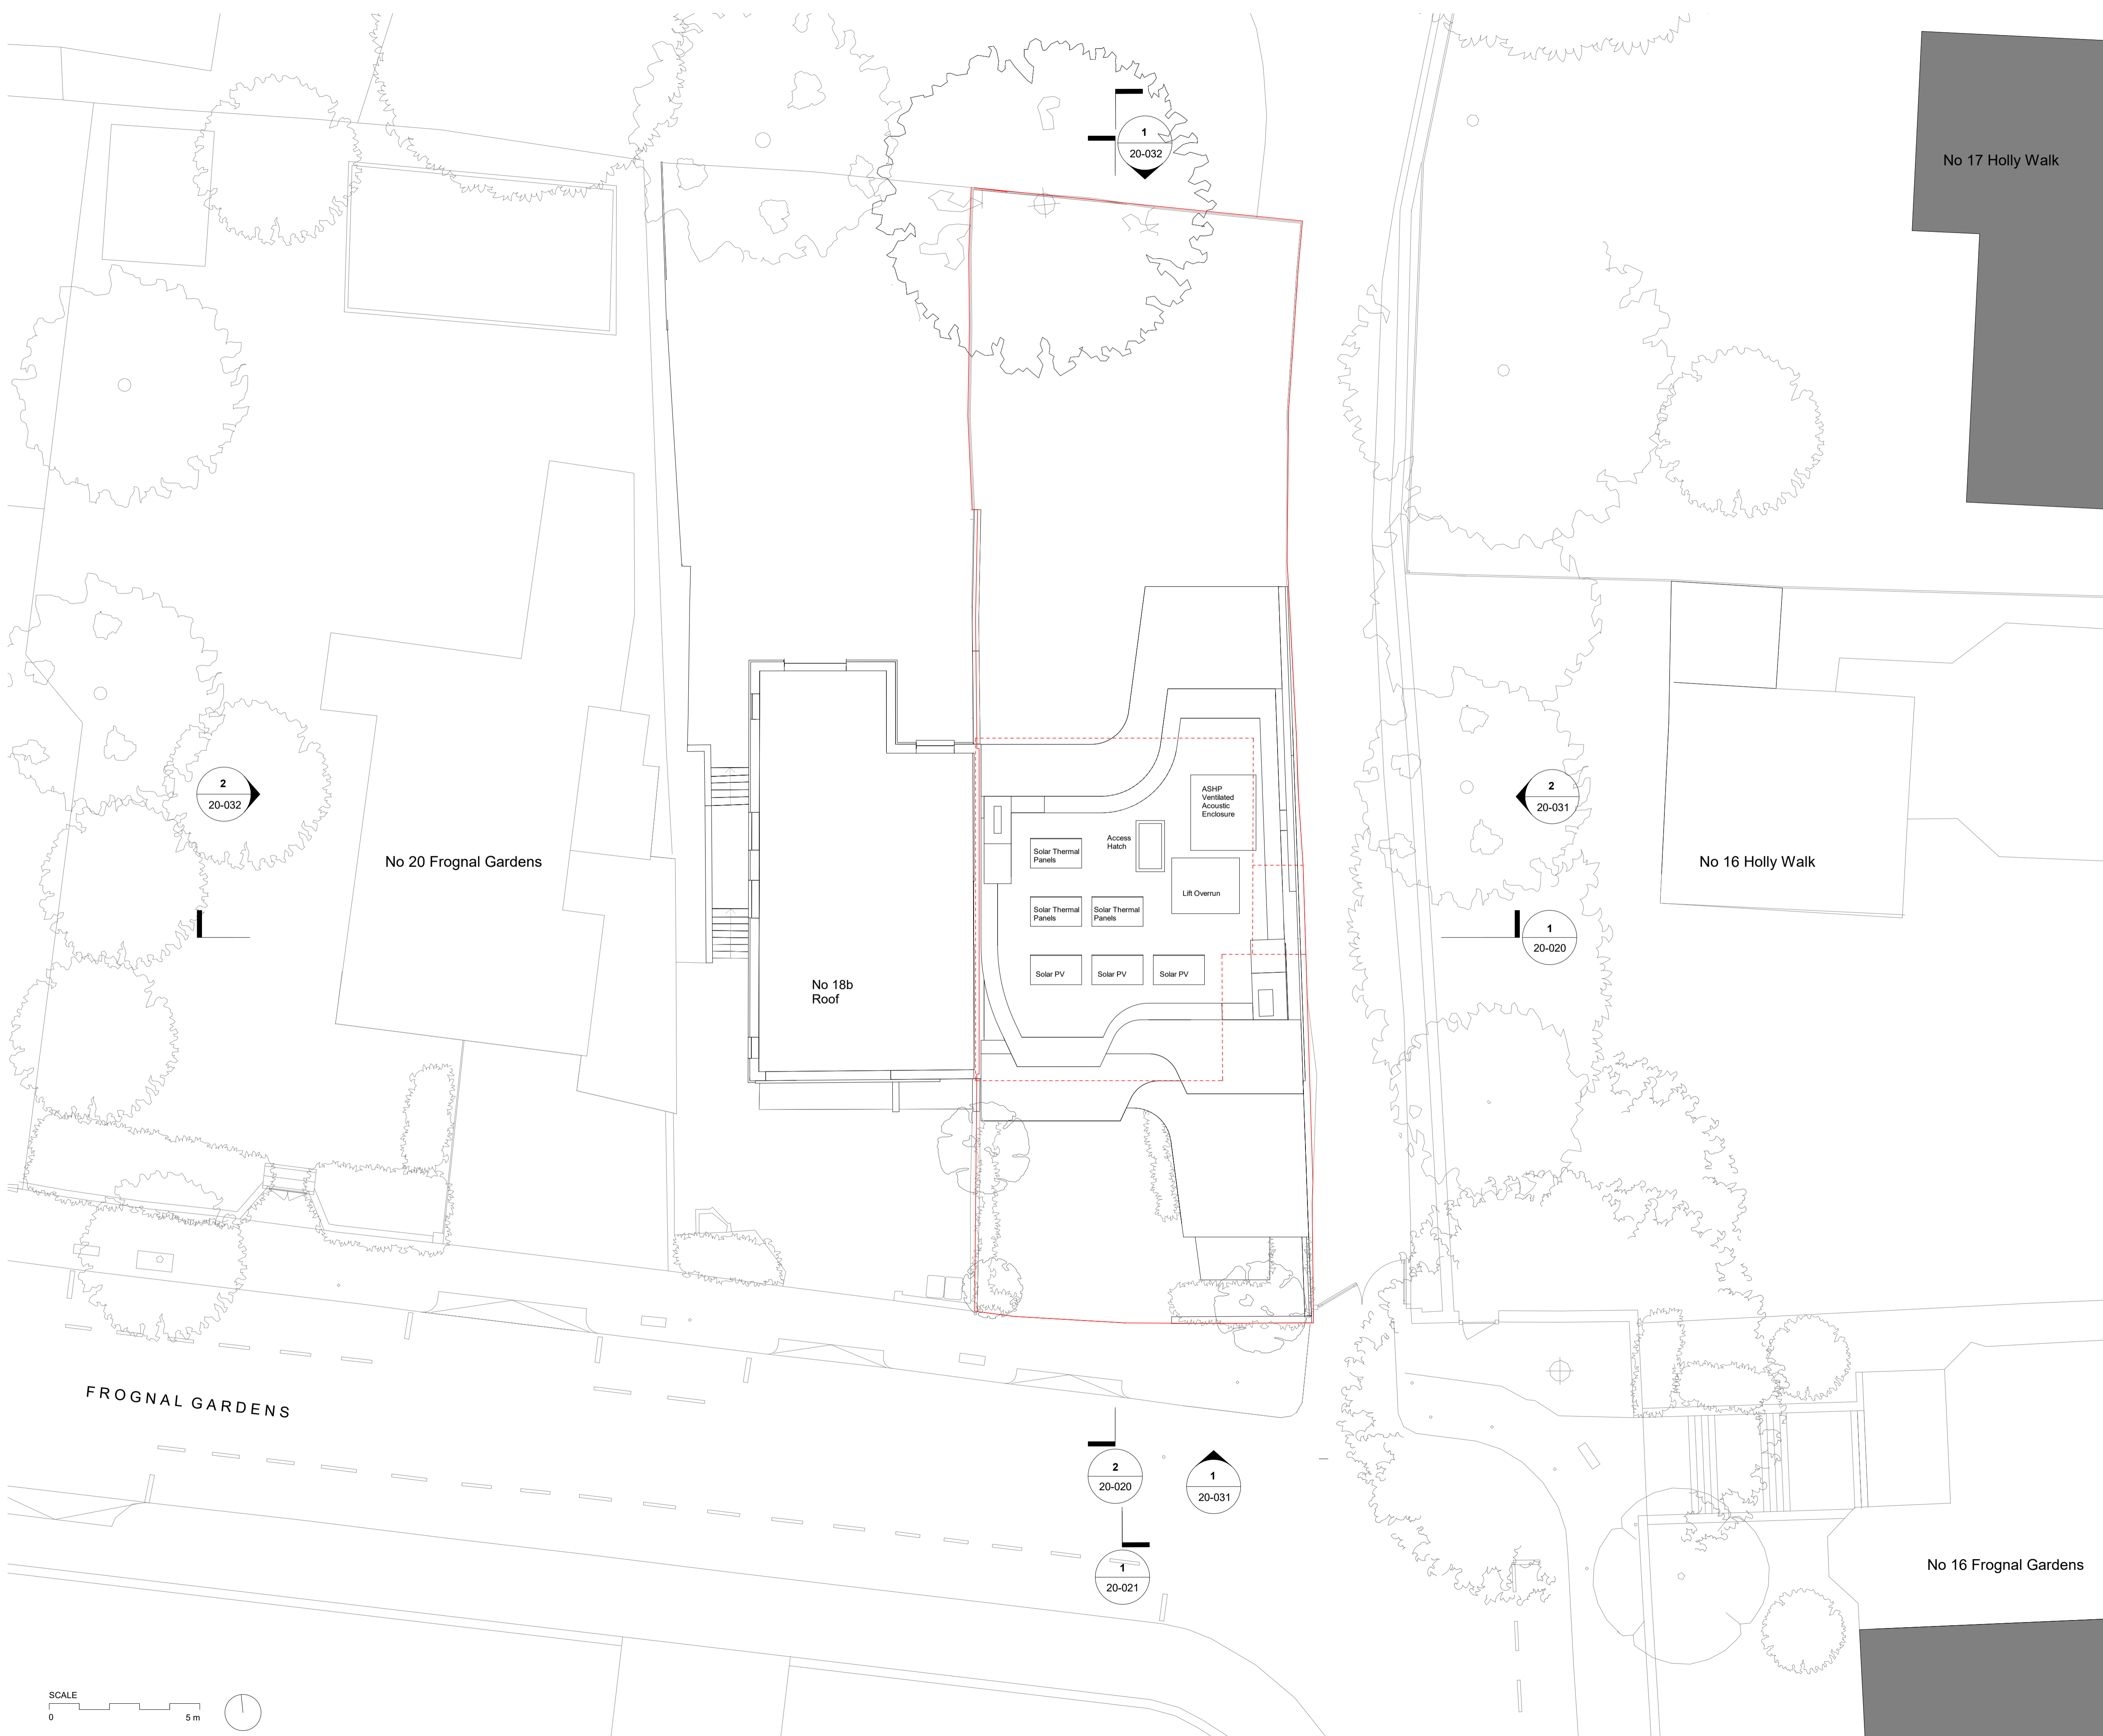 1
20-032
No 17 Holly Walk
2
20-032
ASHP
Ventilated
Acoustic
Enclosure
2
20-031
Access
Hatch
Solar Thermal
Panels
No 20 Frognal Gardens
No 16 Holly Walk
Lift Overrun
Solar Thermal
Panels
Solar Thermal
Panels
1
20-020
Solar PV
Solar PV
Solar PV
No 18b
Roof
FROGNAL GARDENS
2
20-020
1
20-031
1
20-021
No 16 Frognal Gardens
SCALE
0
5 m